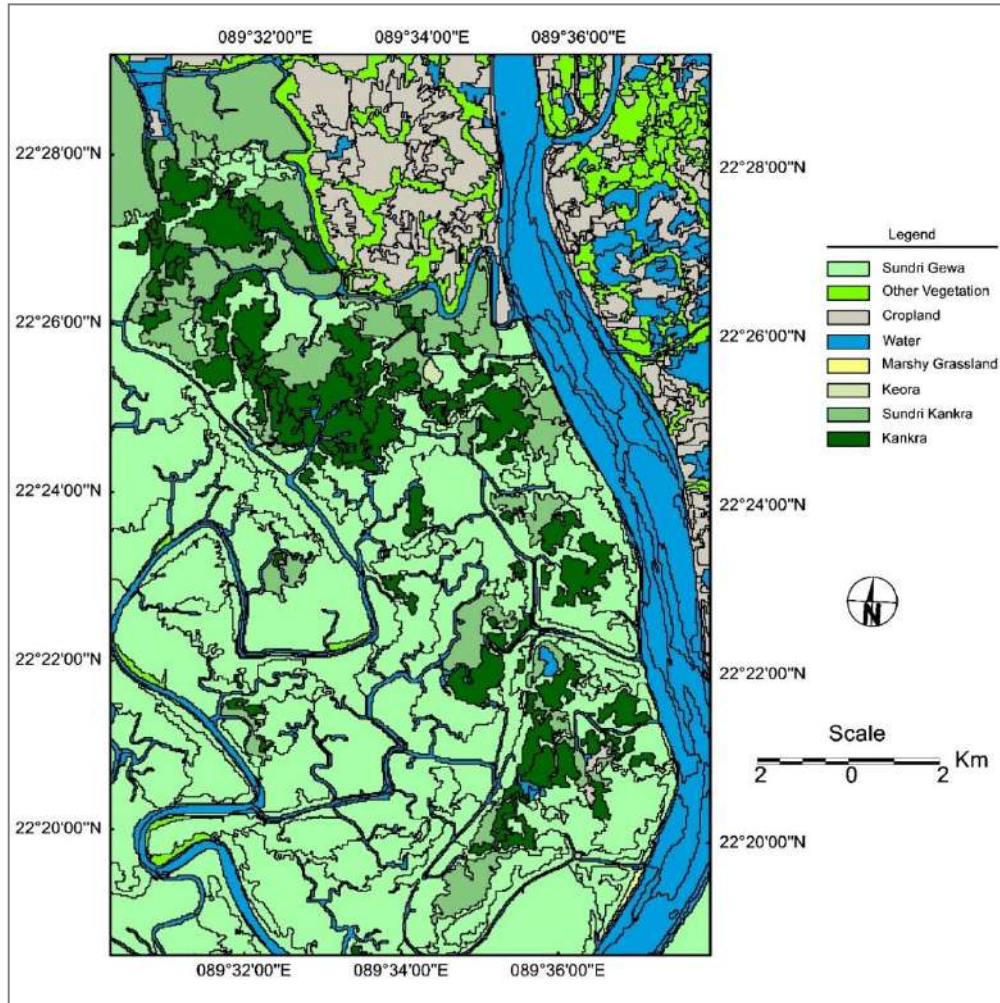 089°32'00"E 089°34'00"E 089°36'00"E
22°28'00"N
22°26'00"N
22°24'00"N
22°22'00"N
22°20'00"N
22°28'00"N
22°26'00"N
22°24'00"N
22°22'00"N
22°20'00"N
089°32'00"E 089°34'00"E 089°36'00"E
Legend
Sundri Gewa
Other Vegetation
Cropland
Water
Marshy Grassland
Keora
Sundri Kankra
Kankra
N
Scale
2 0 2 Km